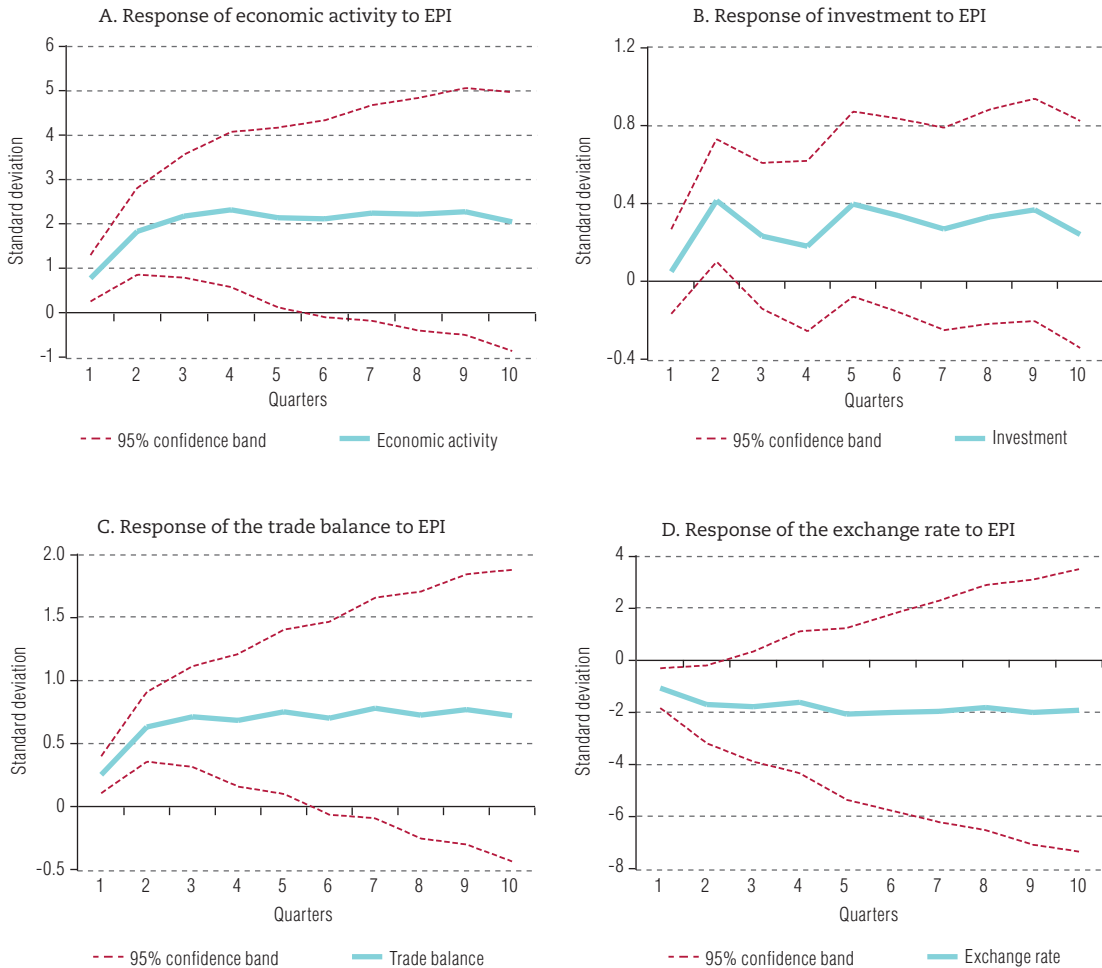 A. Response of economic activity to EPI
6
5
4
3
2
1
0
-1
Standard deviation
1 2 3 4 5 6 7 8 9 10
Quarters
95% confidence band Economic activity
B. Response of investment to EPI
1.2
0.8
0.4
0
-0.4
Standard deviation
1 2 3 4 5 6 7 8 9 10
Quarters
95% confidence band Investment
C. Response of the trade balance to EPI
2.0
1.5
1.0
0.5
0
-0.5
Standard deviation
1 2 3 4 5 6 7 8 9 10
Quarters
95% confidence band Trade balance
D. Response of the exchange rate to EPI
4
2
0
-2
-4
-6
-8
Standard deviation
1 2 3 4 5 6 7 8 9 10
Quarters
95% confidence band Exchange rate